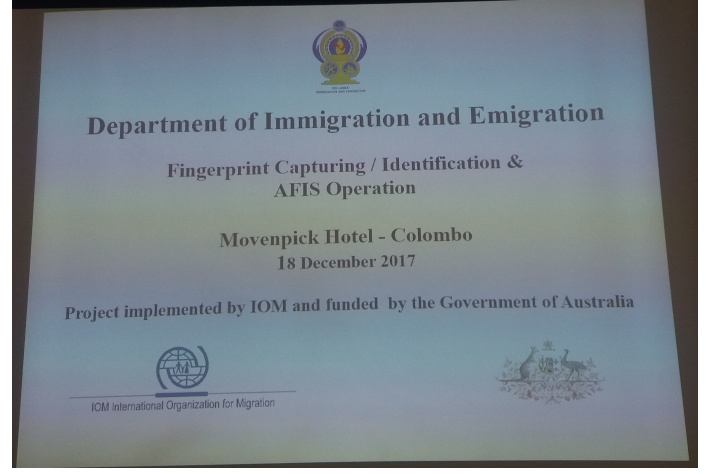 Department of Immigration and Emigration
Fingerprint Capturing / Identification &
AFIS Operation
Movenpick Hotel - Colombo
18 December 2017
Project implemented by IOM and funded by the Government of Australia
IOM International Organization for Migration